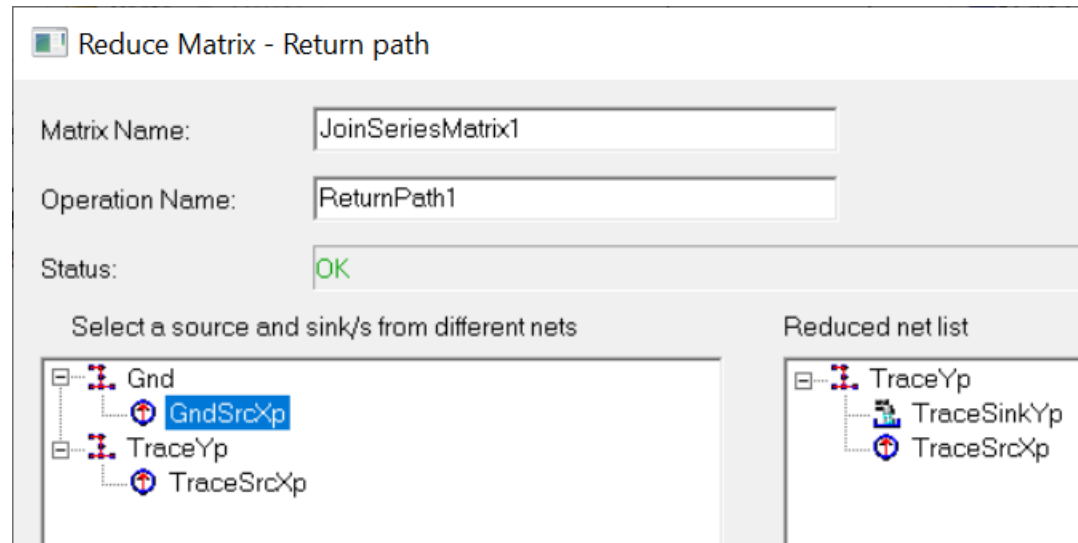 Reduce Matrix - Return path
Matrix Name: JoinSeriesMatrix1
Operation Name: ReturnPath1
Status: OK
Select a source and sink/s from different nets
Gnd
GndSrcXp
TraceYp
TraceSrcXp
Reduced net list
TraceYp
TraceSinkYp
TraceSrcXp